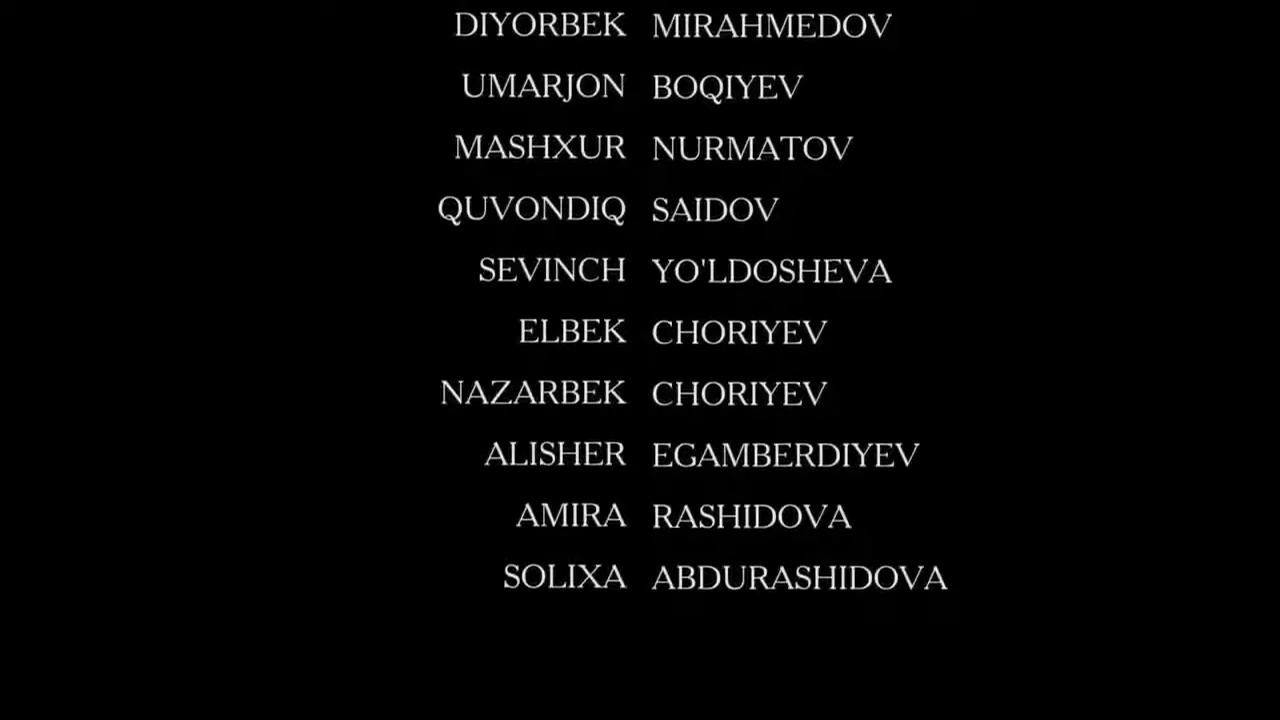 DIYORBEK MIRAHMEDOV
UMARJON BOQIYEV
MASHXUR NURMATOV
QUVONDIQ SAIDOV
SEVINCH YO'LDOSHEVA
ELBEK CHORIYEV
NAZARBEK CHORIYEV
ALISHER EGAMBERDIYEV
AMIRA RASHIDOVA
SOLIXA ABDURASHIDOVA